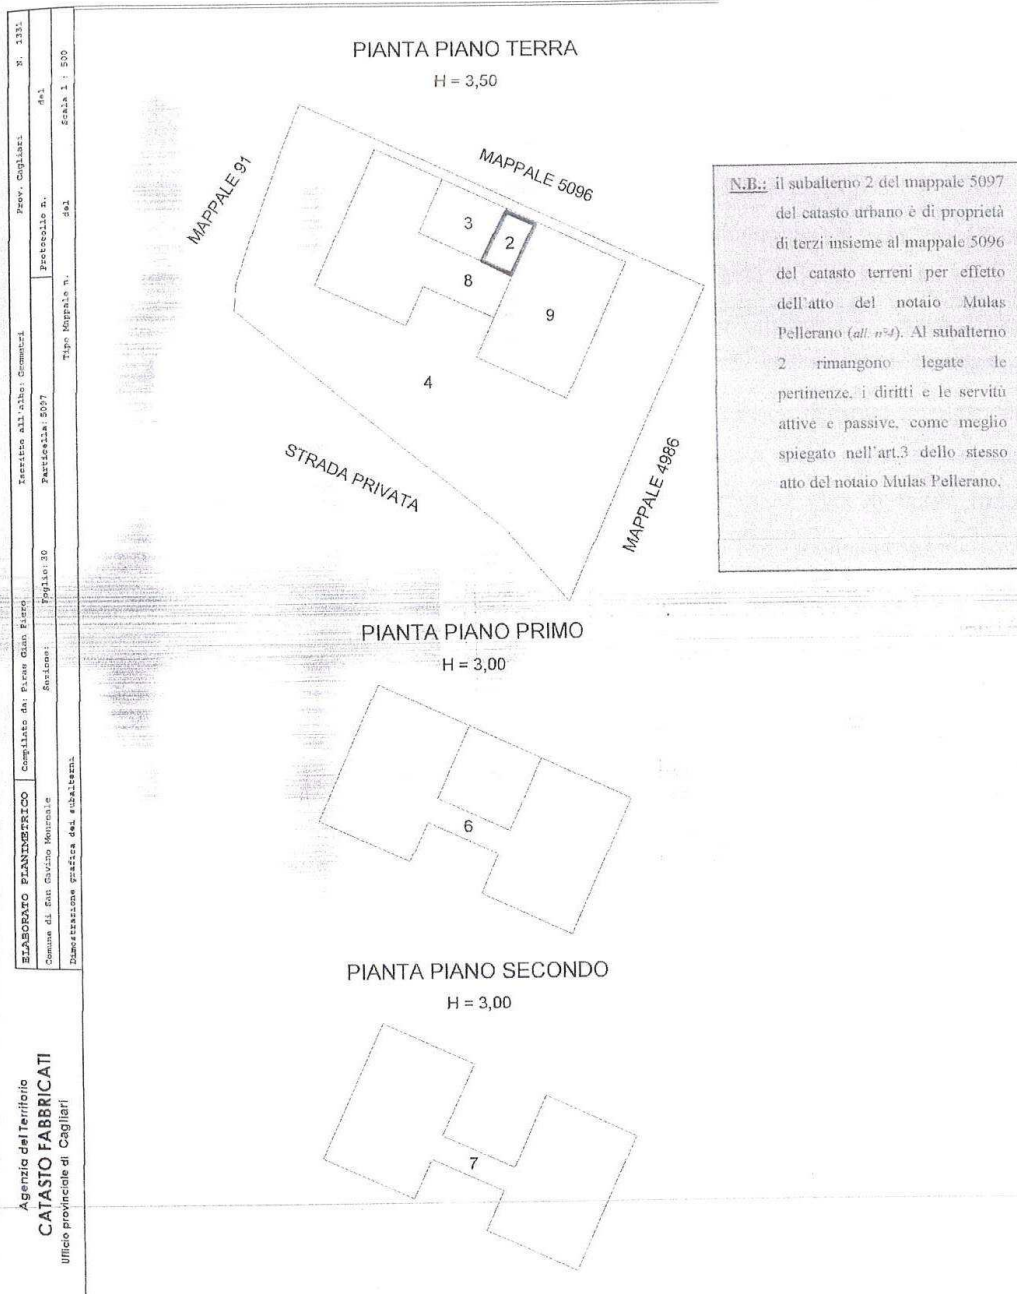 PIANTA PIANO TERRA
H = 3,50
MAPPALE 91
MAPPALE 5096
3
2
8
9
4
STRADA PRIVATA
MAPPALE 4986
N.B.: il subalterno 2 del mappale 5097
del catasto urbano è di proprietà
di terzi insieme al mappale 5096
del catasto terreni per effetto
dell'atto del notaio Mulas
Pellerano (all. n°4). Al subalterno
2 rimangono legate le
pertinenze, i diritti e le servitù
attive e passive, come meglio
spiegato nell'art.3 dello stesso
atto del notaio Mulas Pellerano.
PIANTA PIANO PRIMO
H = 3,00
6
PIANTA PIANO SECONDO
H = 3,00
7
Agenzia del Territorio
CATASTO FABBRICATI
Ufficio provinciale di Cagliari
ELABORATO PLANIMETRICO
Compilato da: Piras Gian Piero
Iscritto all'albo: Geometri
Prov. Cagliari
N. 1331
Comune di San Gavino Monreale
Sezione:
Foglio: 30
Particella: 5097
Protocollo n.
del
Dimostrazione grafica dei subalterni
Tipo Mappale n.
del
Scala 1 : 500